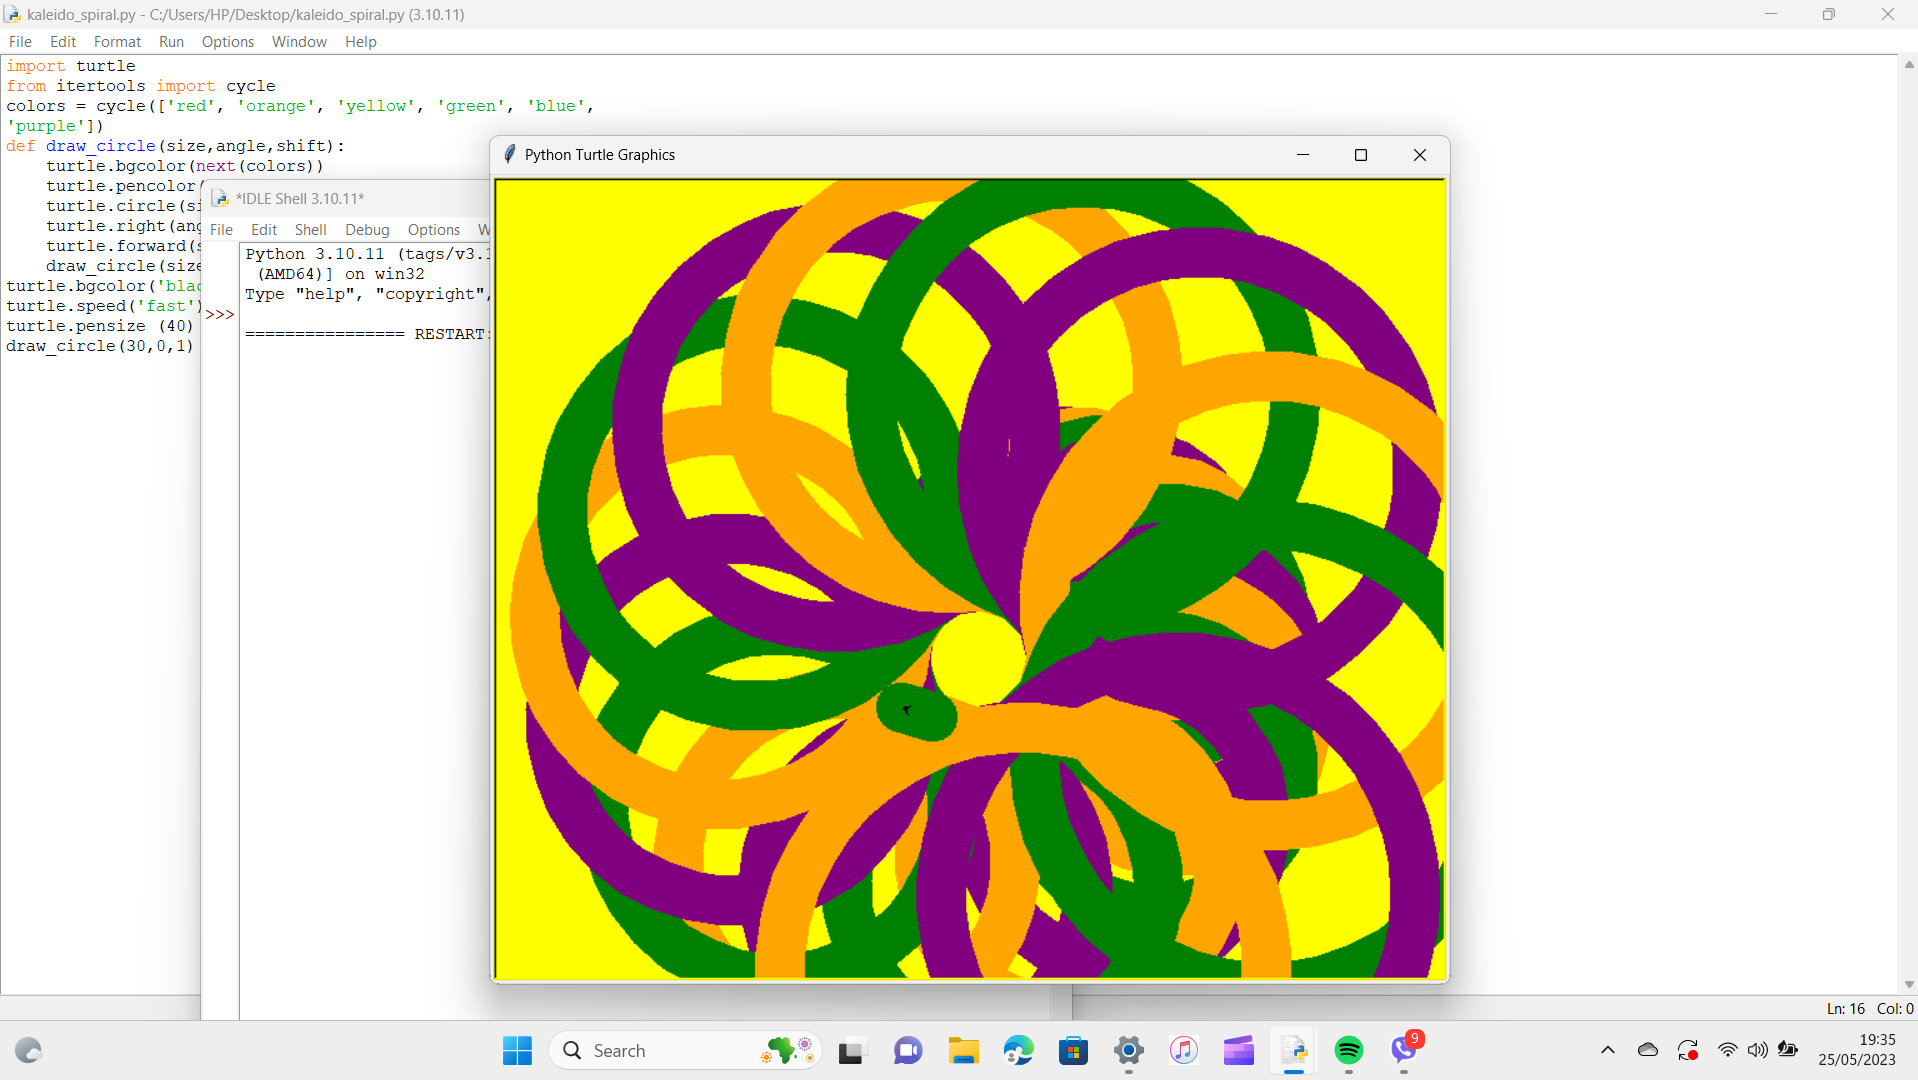 kaleido_spiral.py - C:/Users/HP/Desktop/kaleido_spiral.py (3.10.11)
File Edit Format Run Options Window Help
import turtle
from itertools import cycle
colors = cycle(['red', 'orange', 'yellow', 'green', 'blue',
'purple'])
def draw_circle(size,angle,shift):
    turtle.bgcolor(next(colors))
    turtle.pencolor(
    turtle.circle(si
    turtle.right(ang
    turtle.forward(s
    draw_circle(size
turtle.bgcolor('blac
turtle.speed('fast')
turtle.pensize (40)
draw_circle(30,0,1)
*IDLE Shell 3.10.11*
File Edit Shell Debug Options W
Python 3.10.11 (tags/v3.1
(AMD64)] on win32
Type "help", "copyright",
>>>
================ RESTART:
Python Turtle Graphics
Ln: 16 Col: 0
Search
9
19:35
25/05/2023